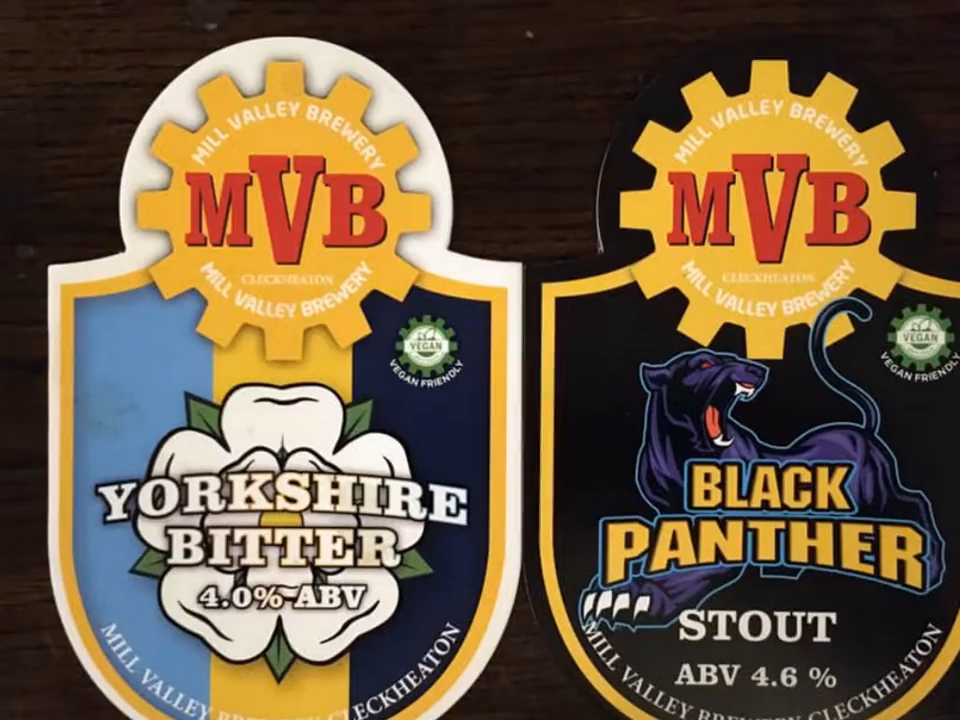 MILL VALLEY BREWERY
MVB
CLECKHEATON
MILL VALLEY BREWERY
VEGAN
VEGAN FRIENDLY
YORKSHIRE
BITTER
4.0% ABV
MILL VALLEY BREWERY CLECKHEATON
MILL VALLEY BREWERY
MVB
CLECKHEATON
MILL VALLEY BREWERY
VEGAN
VEGAN FRIENDLY
BLACK
PANTHER
STOUT
ABV 4.6 %
MILL VALLEY BREWERY CLECKHEATON